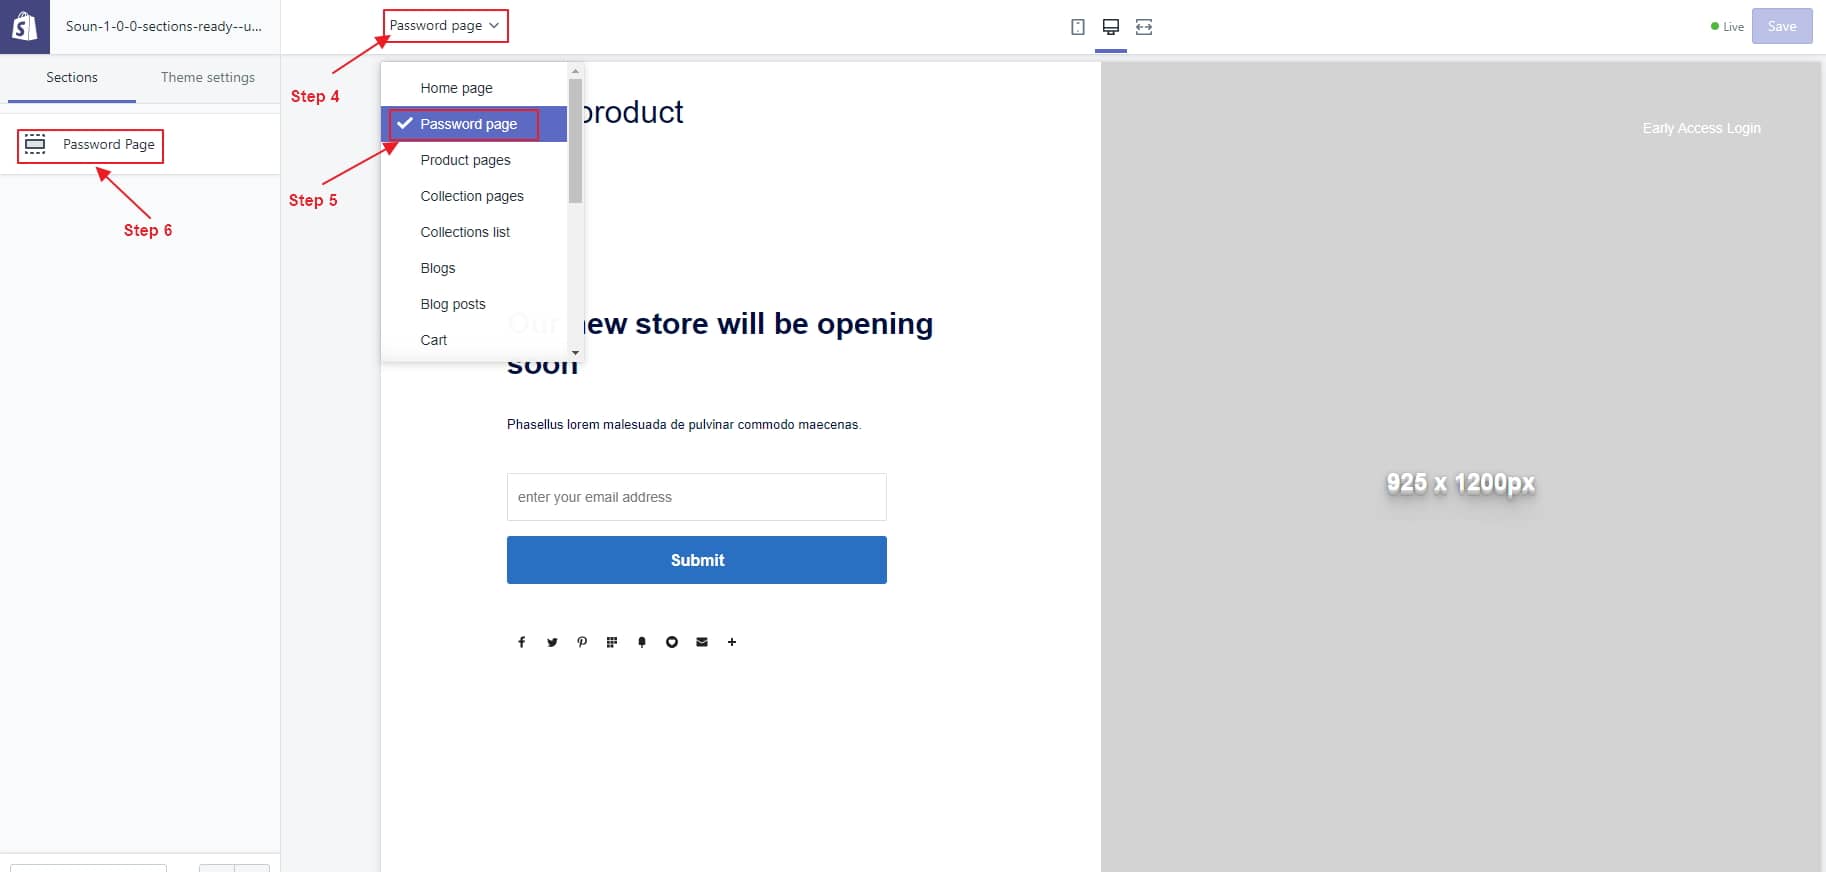 Soun-1-0-0-sections-ready--u...
Password page
Live
Save
Sections
Theme settings
Step 4
Home page
Password page
Product pages
Collection pages
Collections list
Blogs
Blog posts
Cart
Step 5
Password Page
Step 6
product
Early Access Login
Our new store will be opening
soon
Phasellus lorem malesuada de pulvinar commodo maecenas.
enter your email address
Submit
925 x 1200px